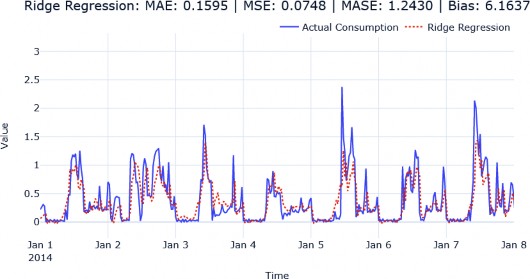 Ridge Regression: MAE: 0.1595 | MSE: 0.0748 | MASE: 1.2430 | Bias: 6.1637
Actual Consumption Ridge Regression
3
2.5
2
1.5
1
0.5
0
Value
Jan 1 Jan 2 Jan 3 Jan 4 Jan 5 Jan 6 Jan 7 Jan 8
2014
Time